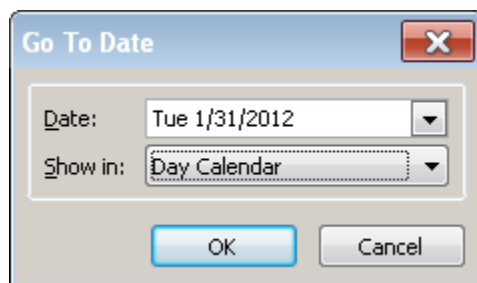 Go To Date
Date: Tue 1/31/2012
Show in: Day Calendar
OK Cancel